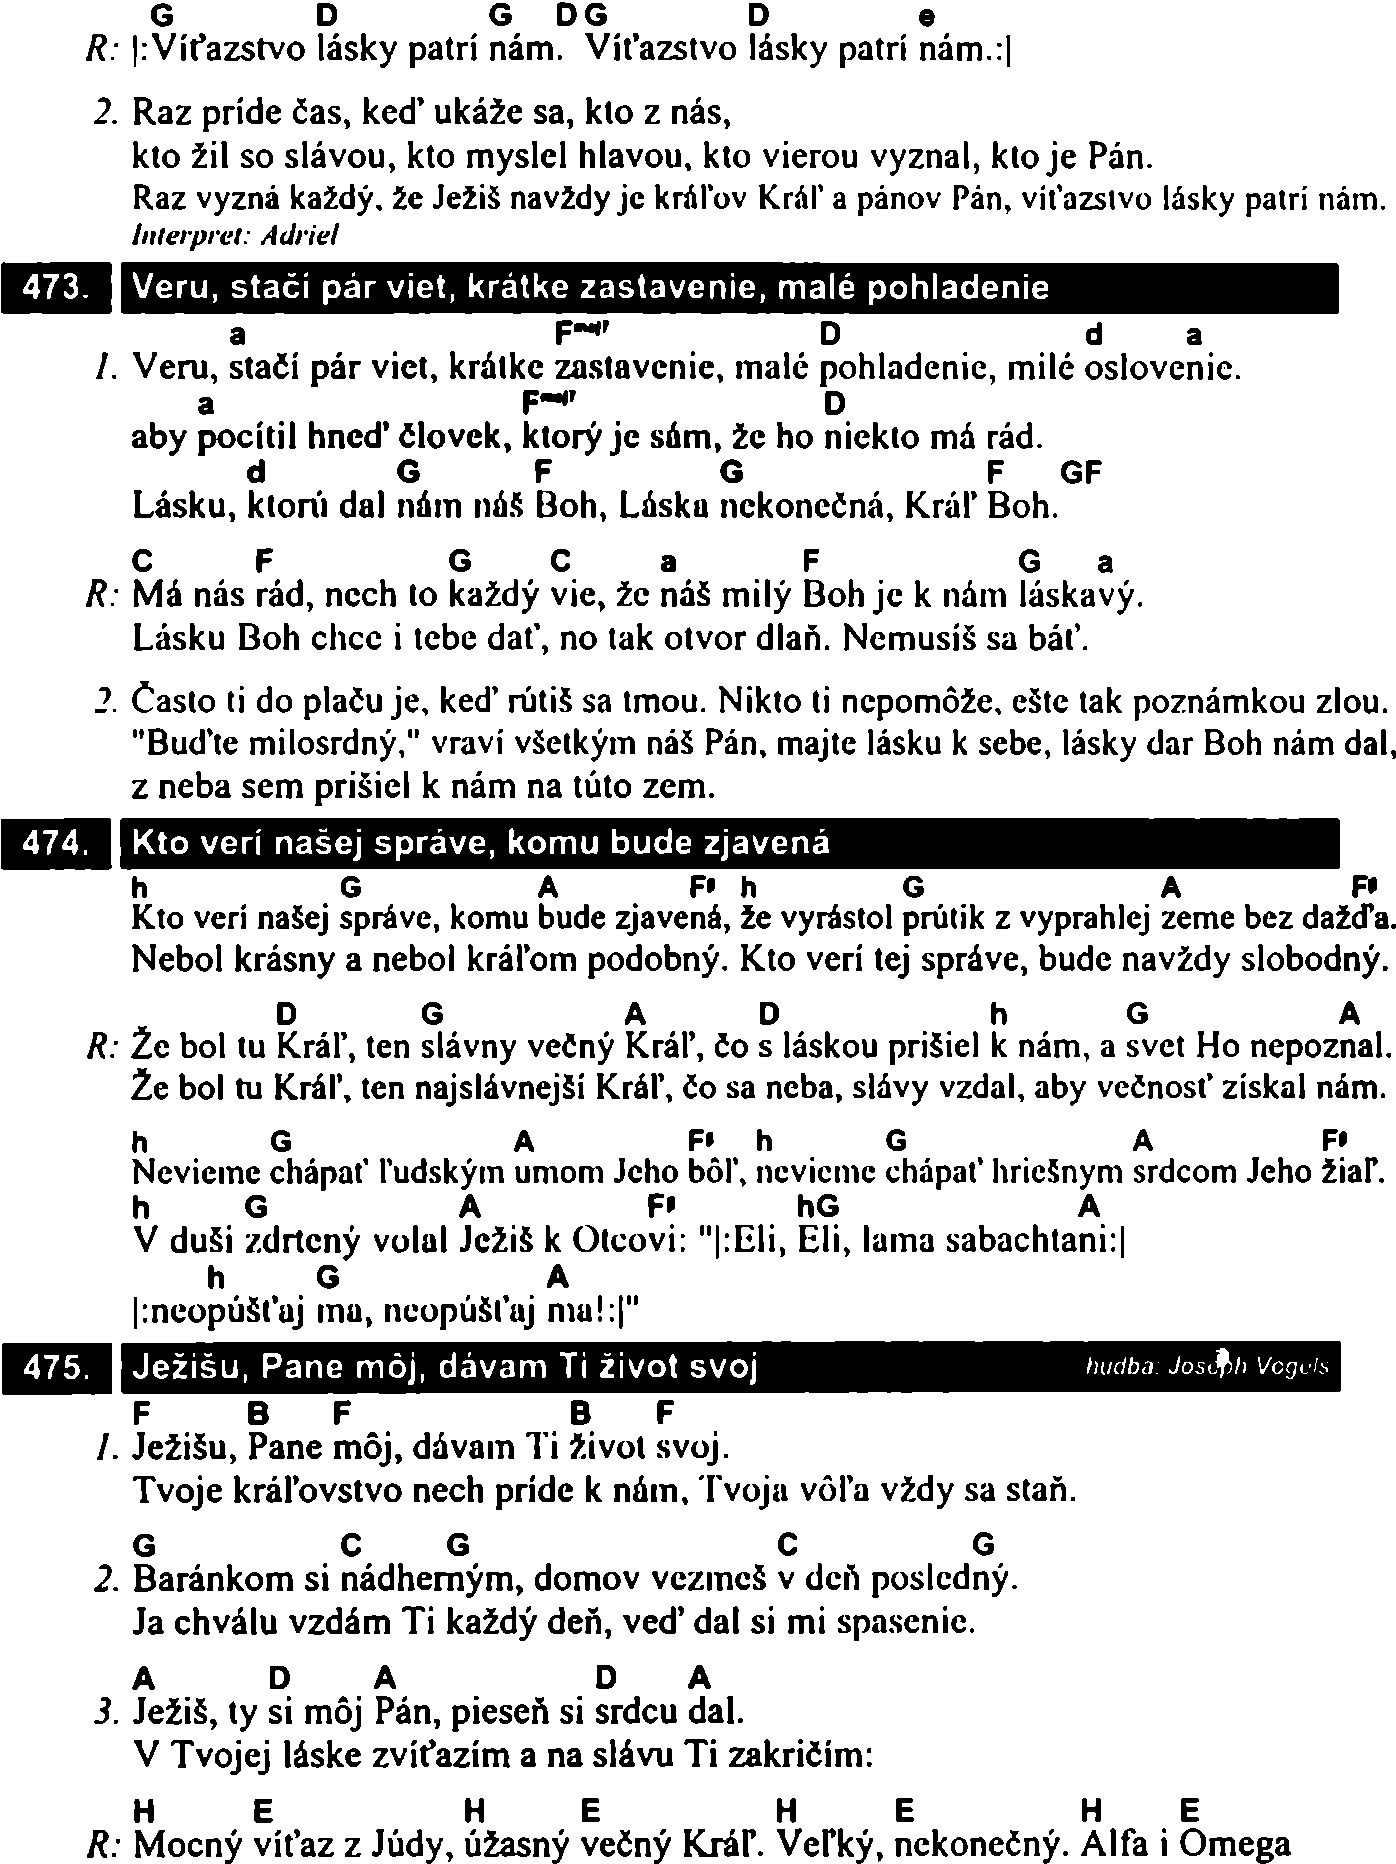 G D G D G D e
R: |:Víťazstvo lásky patrí nám. Víťazstvo lásky patrí nám.:|
2. Raz príde čas, keď ukáže sa, kto z nás,
kto žil so slávou, kto myslel hlavou, kto vierou vyznal, kto je Pán.
Raz vyzná každý, že Ježiš navždy je kráľov Kráľ a pánov Pán, víťazstvo lásky patrí nám.
Interpret: Adriel
473. Veru, stačí pár viet, krátke zastavenie, malé pohladenie
a Fmaj7 D d a
1. Veru, stačí pár viet, krátke zastavenie, malé pohladenie, milé oslovenie.
a Fmaj7 D
aby pocítil hneď človek, ktorý je sám, že ho niekto má rád.
d G F G F GF
Lásku, ktorú dal nám náš Boh, Láska nekonečná, Kráľ Boh.
C F G C a F G a
R: Má nás rád, nech to každý vie, že náš milý Boh je k nám láskavý.
Lásku Boh chce i tebe dať, no tak otvor dlaň. Nemusíš sa báť.
2. Často ti do plaču je, keď rútiš sa tmou. Nikto ti nepomôže, ešte tak poznámkou zlou.
"Buďte milosrdný," vraví všetkým náš Pán, majte lásku k sebe, lásky dar Boh nám dal,
z neba sem prišiel k nám na túto zem.
474. Kto verí našej správe, komu bude zjavená
h G A F# h G A F#
Kto verí našej správe, komu bude zjavená, že vyrástol prútik z vyprahlej zeme bez dažďa.
Nebol krásny a nebol kráľom podobný. Kto verí tej správe, bude navždy slobodný.
D G A D h G A
R: Že bol tu Kráľ, ten slávny večný Kráľ, čo s láskou prišiel k nám, a svet Ho nepoznal.
Že bol tu Kráľ, ten najslávnejší Kráľ, čo sa neba, slávy vzdal, aby večnosť získal nám.
h G A F# h G A F#
Nevieme chápať ľudským umom Jeho bôľ, nevieme chápať hriešnym srdcom Jeho žiaľ.
h G A F# hG A
V duši zdrtený volal Ježiš k Otcovi: "|:Eli, Eli, lama sabachtani:|
h G A
|:neopúšťaj ma, neopúšťaj ma!:|"
475. Ježišu, Pane môj, dávam Ti život svoj hudba: Joseph Vogels
F B F B F
1. Ježišu, Pane môj, dávam Ti život svoj.
Tvoje kráľovstvo nech príde k nám, Tvoja vôľa vždy sa staň.
G C G C G
2. Baránkom si nádherným, domov vezmeš v deň posledný.
Ja chválu vzdám Ti každý deň, veď dal si mi spasenie.
A D A D A
3. Ježiš, ty si môj Pán, pieseň si srdcu dal.
V Tvojej láske zvíťazím a na slávu Ti zakričím:
H E H E H E H E
R: Mocný víťaz z Júdy, úžasný večný Kráľ. Veľký, nekonečný. Alfa i Omega